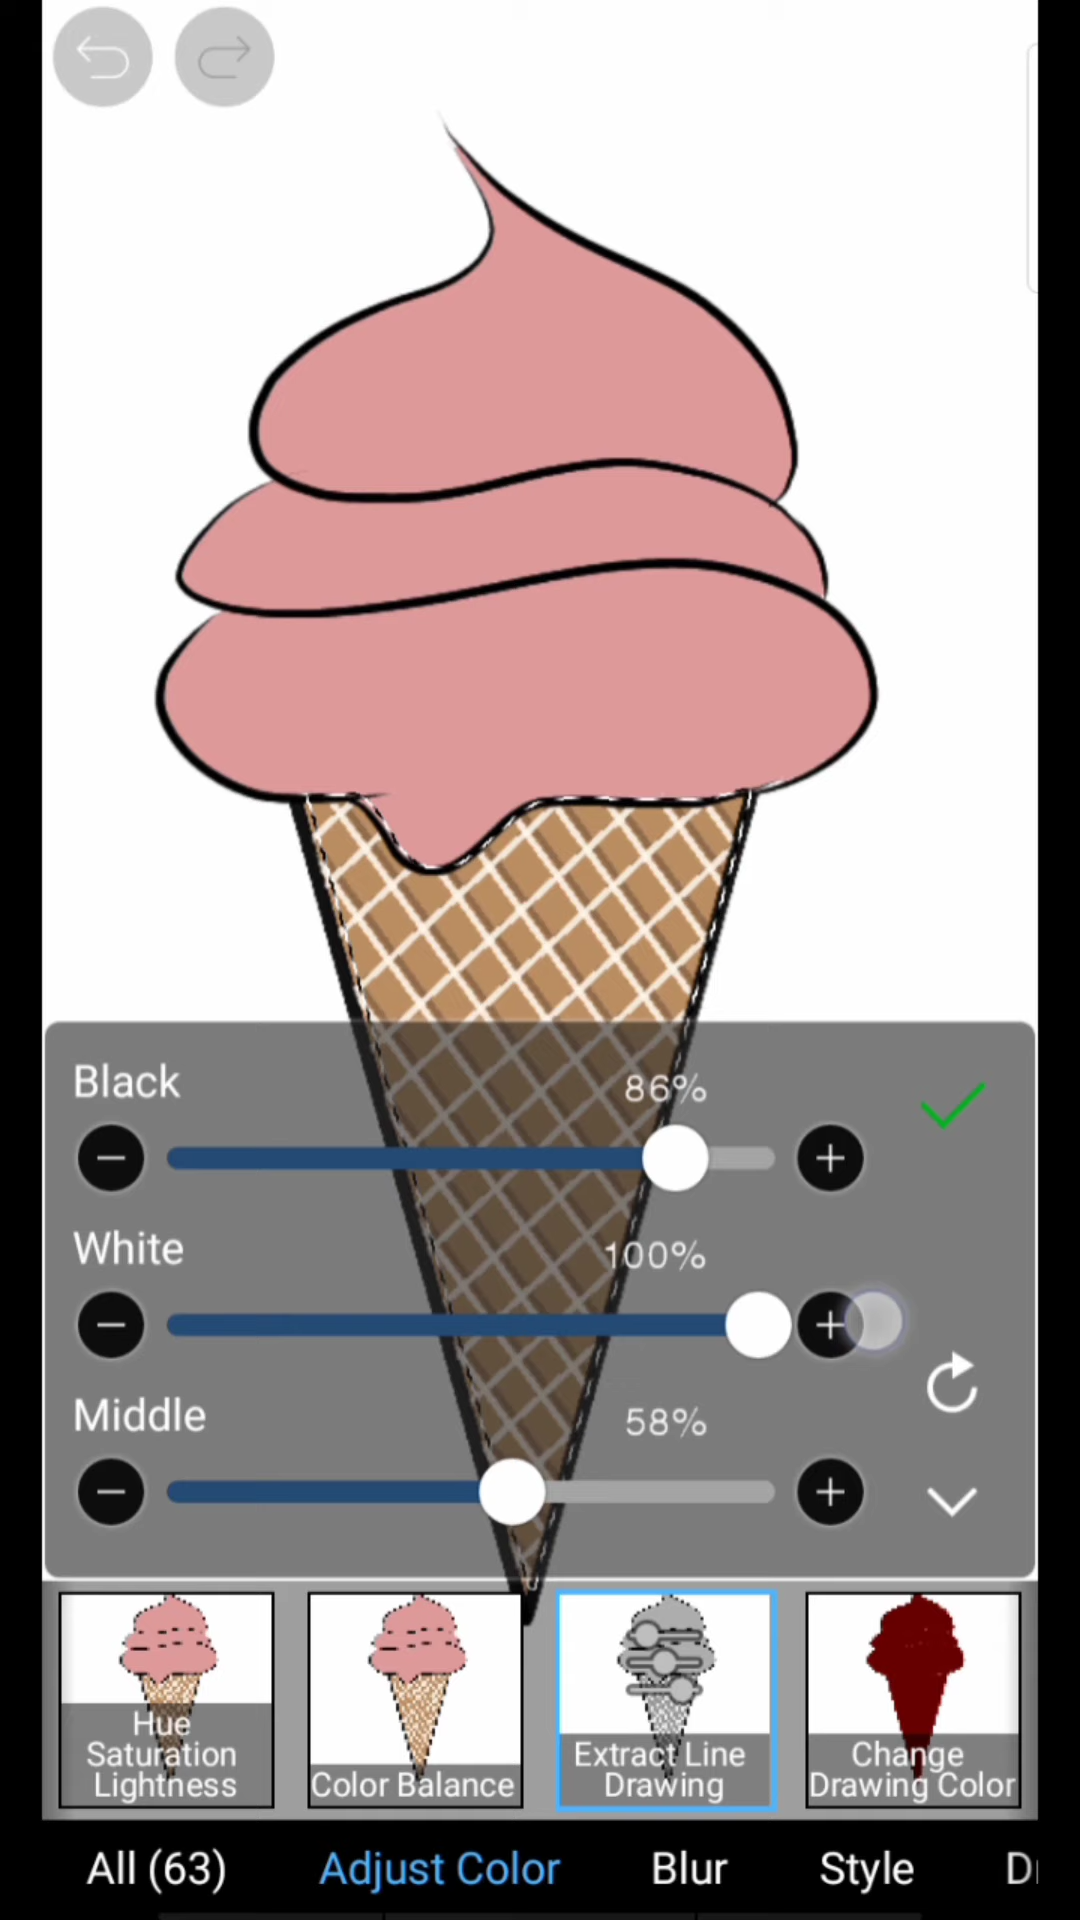 Black
86%
White
100%
Middle
58%
Hue
Saturation
Lightness
Color Balance
Extract Line
Drawing
Change
Drawing Color
All (63)
Adjust Color
Blur
Style